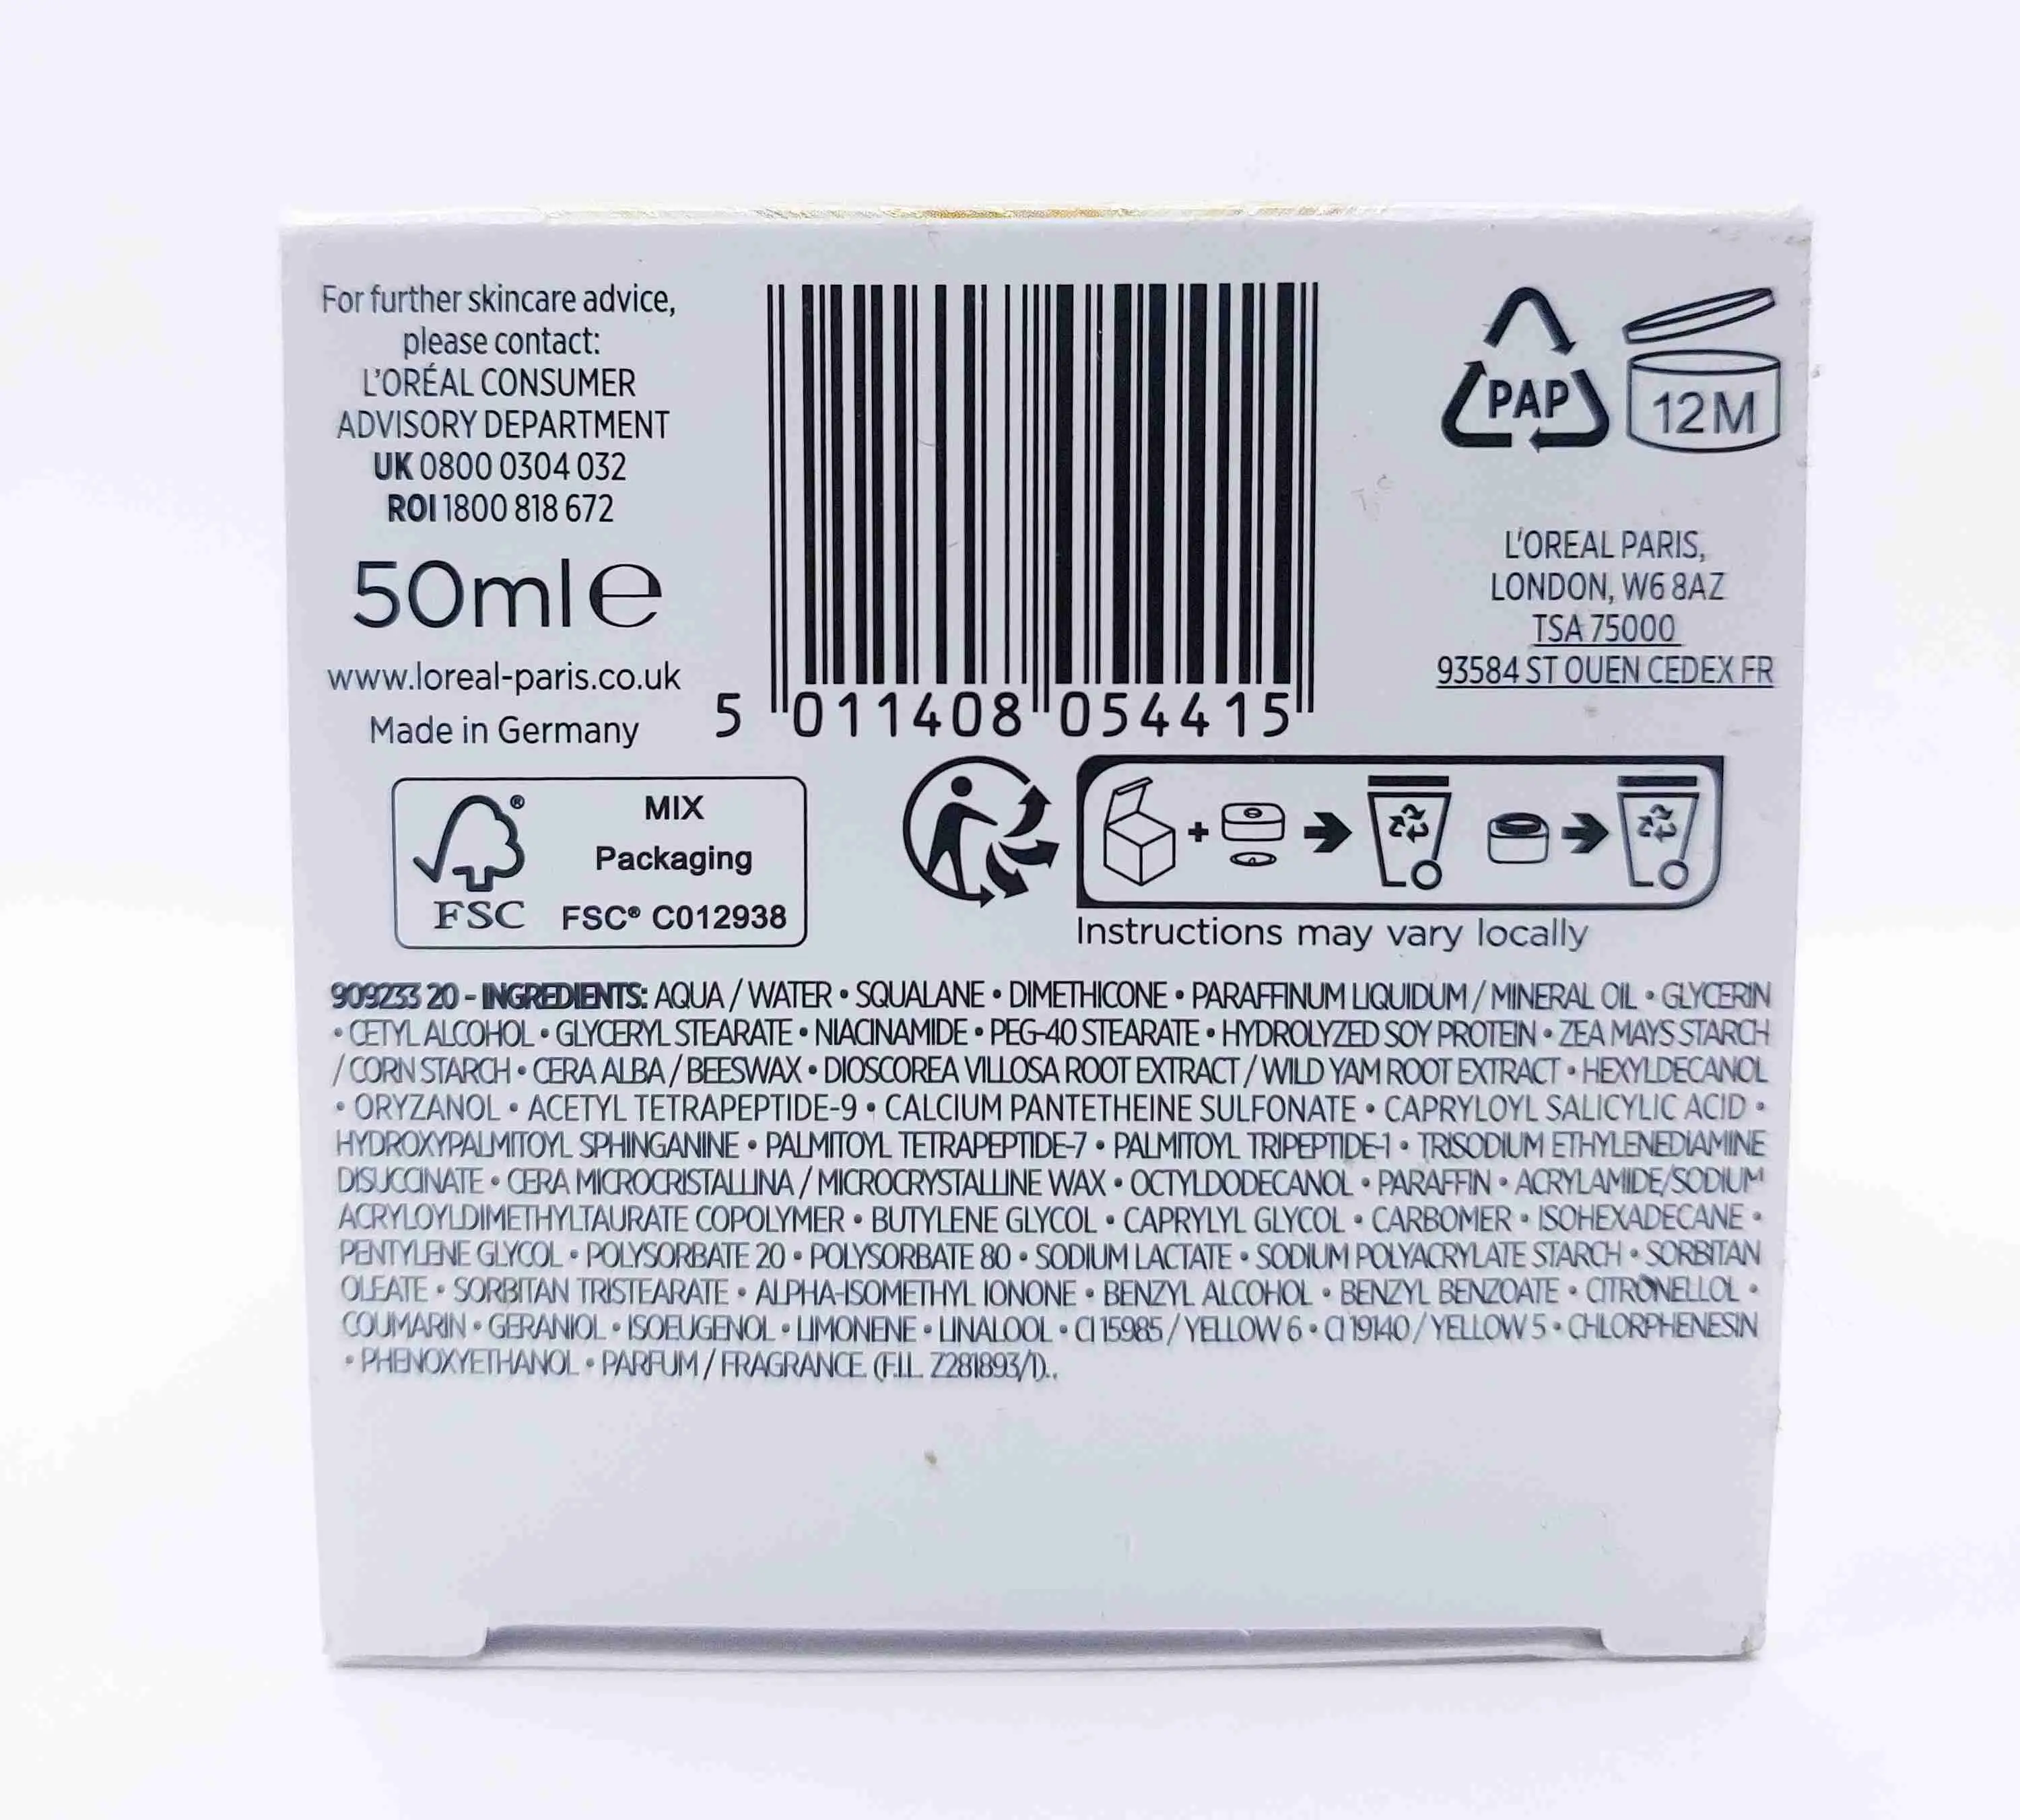 For further skincare advice,
please contact:
L'ORÉAL CONSUMER
ADVISORY DEPARTMENT
UK 0800 0304 032
ROI 1800 818 672
50ml e
www.loreal-paris.co.uk
Made in Germany
5 011408 054415
PAP
12M
L'OREAL PARIS,
LONDON, W6 8AZ
TSA 75000
93584 ST OUEN CEDEX FR
MIX
Packaging
FSC® C012938
® FSC
Instructions may vary locally
909233 20 - INGREDIENTS: AQUA / WATER • SQUALANE • DIMETHICONE • PARAFFINUM LIQUIDUM / MINERAL OIL • GLYCERIN
• CETYL ALCOHOL • GLYCERYL STEARATE • NIACINAMIDE • PEG-40 STEARATE • HYDROLYZED SOY PROTEIN • ZEA MAYS STARCH
/ CORN STARCH • CERA ALBA / BEESWAX • DIOSCOREA VILLOSA ROOT EXTRACT / WILD YAM ROOT EXTRACT • HEXYLDECANOL
• ORYZANOL • ACETYL TETRAPEPTIDE-9 • CALCIUM PANTETHEINE SULFONATE • CAPRYLOYL SALICYLIC ACID •
HYDROXYPALMITOYL SPHINGANINE • PALMITOYL TETRAPEPTIDE-7 • PALMITOYL TRIPEPTIDE-1 • TRISODIUM ETHYLENEDIAMINE
DISUCCINATE • CERA MICROCRISTALLINA / MICROCRYSTALLINE WAX • OCTYLDODECANOL • PARAFFIN • ACRYLAMIDE/SODIUM
ACRYLOYLDIMETHYLTAURATE COPOLYMER • BUTYLENE GLYCOL • CAPRYLYL GLYCOL • CARBOMER • ISOHEXADECANE •
PENTYLENE GLYCOL • POLYSORBATE 20 • POLYSORBATE 80 • SODIUM LACTATE • SODIUM POLYACRYLATE STARCH • SORBITAN
OLEATE • SORBITAN TRISTEARATE • ALPHA-ISOMETHYL IONONE • BENZYL ALCOHOL • BENZYL BENZOATE • CITRONELLOL •
COUMARIN • GERANIOL • ISOEUGENOL • LIMONENE • LINALOOL • CI 15985 / YELLOW 6 • CI 19140 / YELLOW 5 • CHLORPHENESIN
• PHENOXYETHANOL • PARFUM / FRAGRANCE (F.I.L. Z281893/1)..